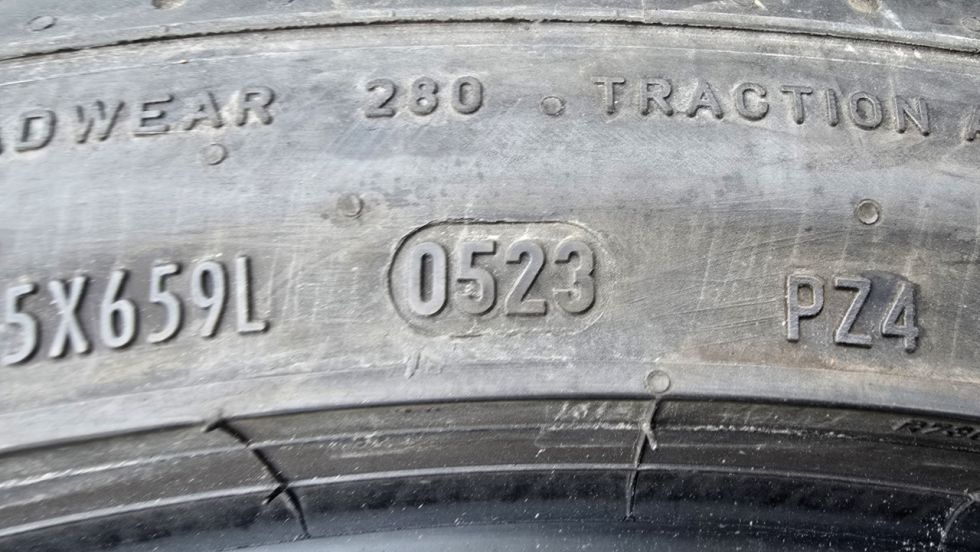 ADWEAR 280 . TRACTION
5X659L 0523 PZ4